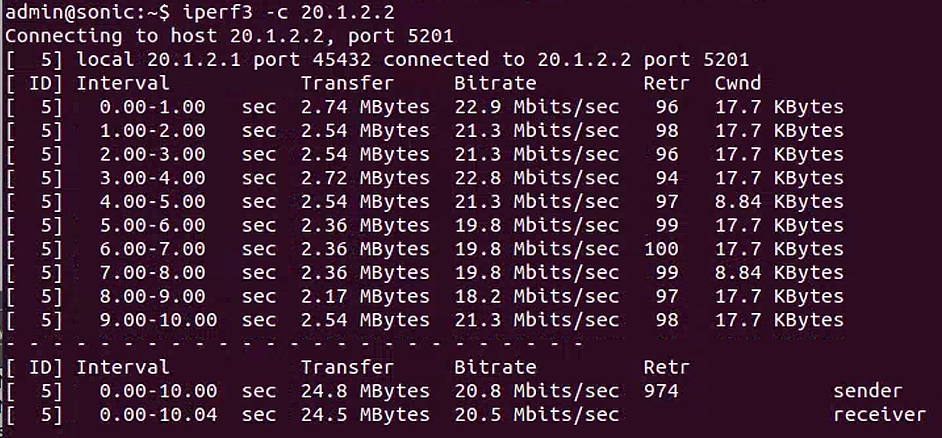 admin@sonic:~$ iperf3 -c 20.1.2.2
Connecting to host 20.1.2.2, port 5201
[  5] local 20.1.2.1 port 45432 connected to 20.1.2.2 port 5201
[ ID] Interval           Transfer     Bitrate         Retr  Cwnd
[  5]   0.00-1.00   sec  2.74 MBytes  22.9 Mbits/sec   96   17.7 KBytes
[  5]   1.00-2.00   sec  2.54 MBytes  21.3 Mbits/sec   98   17.7 KBytes
[  5]   2.00-3.00   sec  2.54 MBytes  21.3 Mbits/sec   96   17.7 KBytes
[  5]   3.00-4.00   sec  2.72 MBytes  22.8 Mbits/sec   94   17.7 KBytes
[  5]   4.00-5.00   sec  2.54 MBytes  21.3 Mbits/sec   97   8.84 KBytes
[  5]   5.00-6.00   sec  2.36 MBytes  19.8 Mbits/sec   99   17.7 KBytes
[  5]   6.00-7.00   sec  2.36 MBytes  19.8 Mbits/sec  100   17.7 KBytes
[  5]   7.00-8.00   sec  2.36 MBytes  19.8 Mbits/sec   99   8.84 KBytes
[  5]   8.00-9.00   sec  2.17 MBytes  18.2 Mbits/sec   97   17.7 KBytes
[  5]   9.00-10.00  sec  2.54 MBytes  21.3 Mbits/sec   98   17.7 KBytes
- - - - - - - - - - - - - - - - - - - - - - - - -
[ ID] Interval           Transfer     Bitrate         Retr
[  5]   0.00-10.00  sec  24.8 MBytes  20.8 Mbits/sec  974             sender
[  5]   0.00-10.04  sec  24.5 MBytes  20.5 Mbits/sec                  receiver